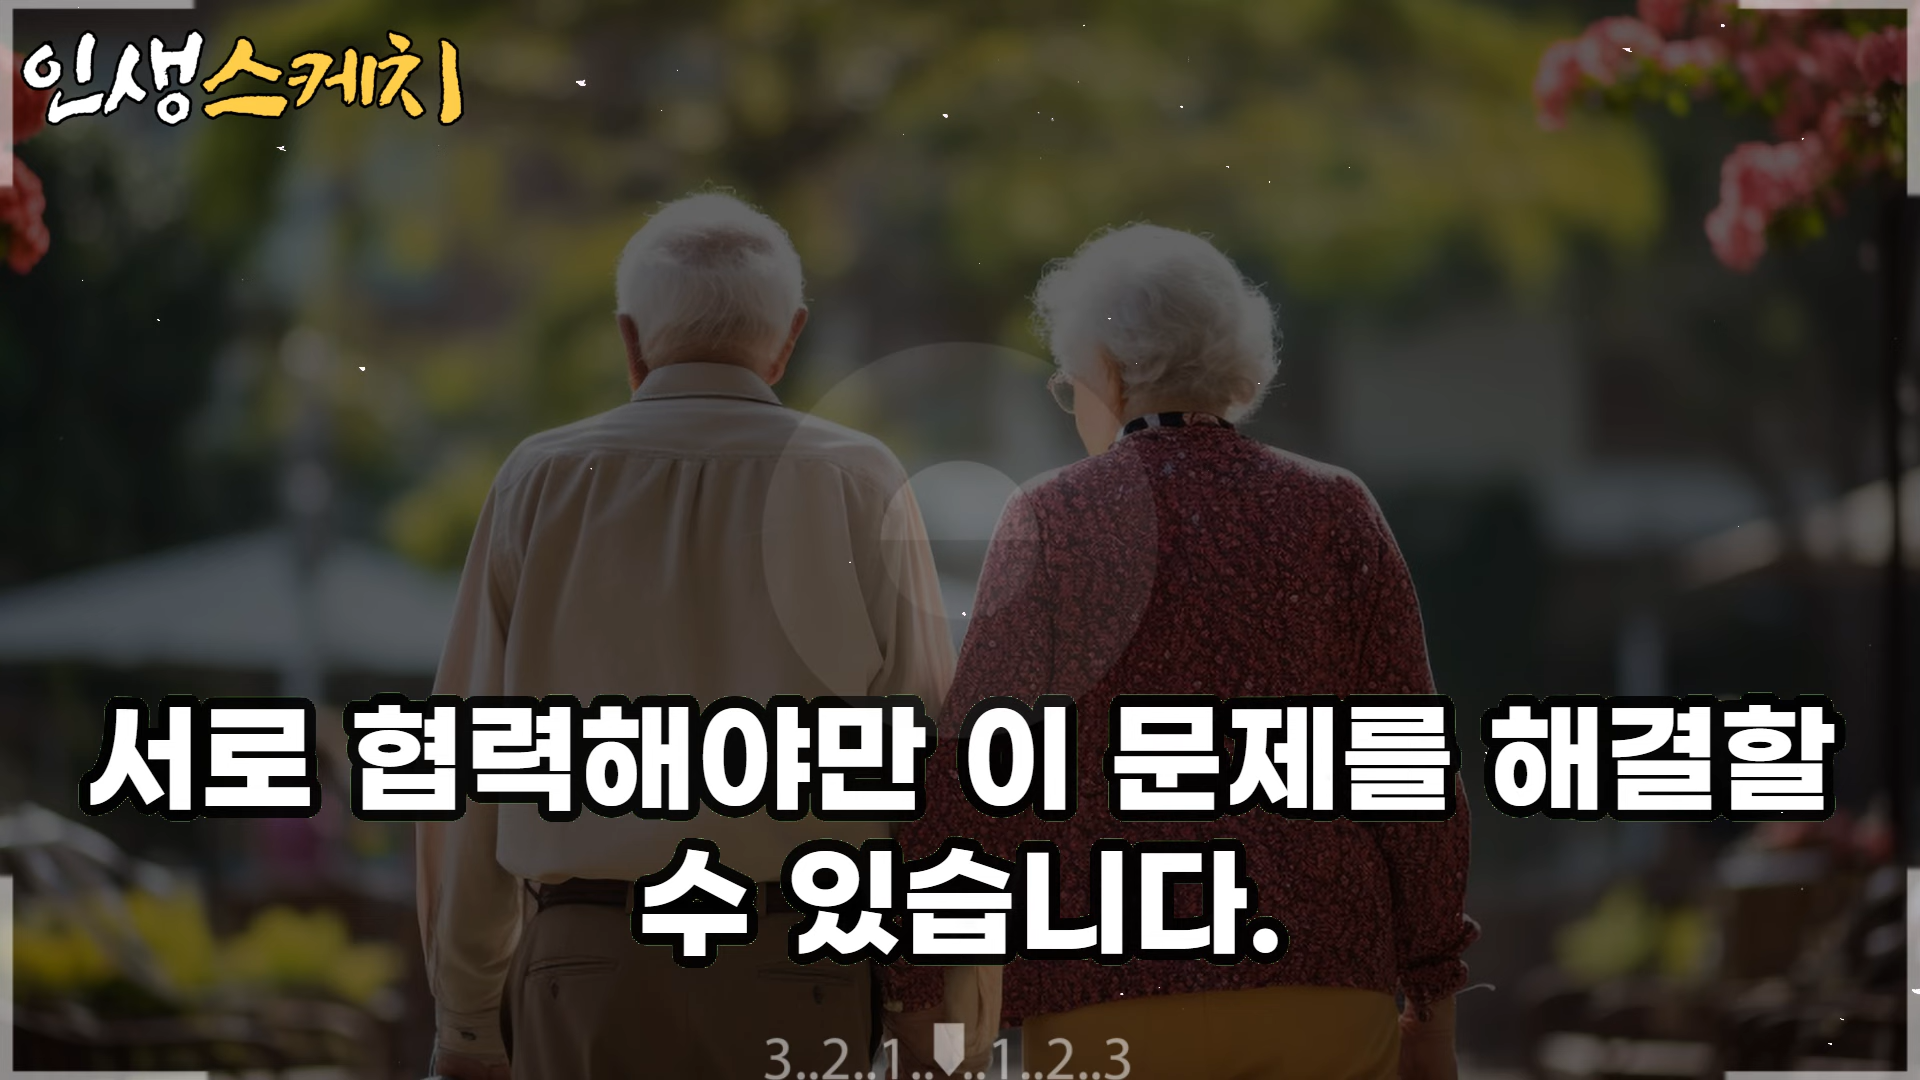 인생스케치
서로 협력해야만 이 문제를 해결할
수 있습니다.
3..2..1..⛊..1..2..3